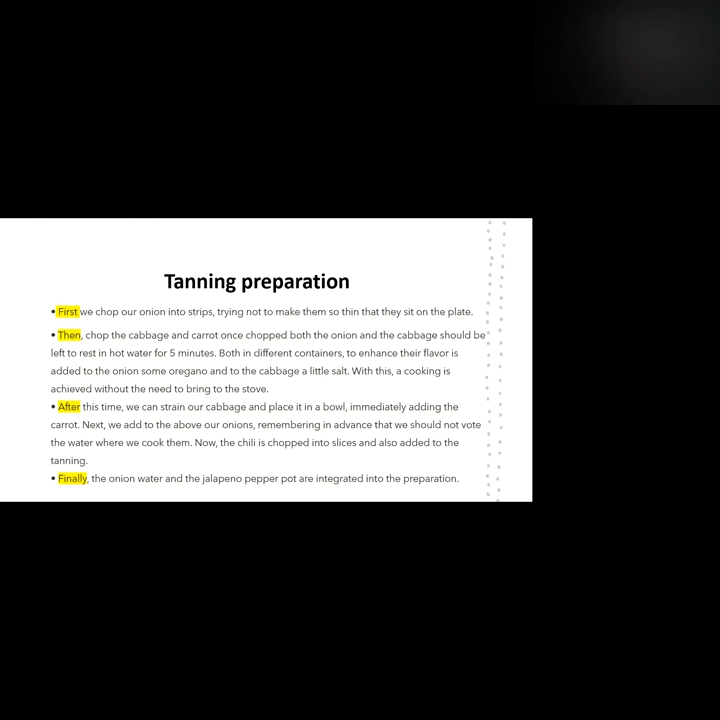 Tanning preparation
• First we chop our onion into strips, trying not to make them so thin that they sit on the plate.
• Then, chop the cabbage and carrot once chopped both the onion and the cabbage should be
left to rest in hot water for 5 minutes. Both in different containers, to enhance their flavor is
added to the onion some oregano and to the cabbage a little salt. With this, a cooking is
achieved without the need to bring to the stove.
• After this time, we can strain our cabbage and place it in a bowl, immediately adding the
carrot. Next, we add to the above our onions, remembering in advance that we should not vote
the water where we cook them. Now, the chili is chopped into slices and also added to the
tanning.
• Finally, the onion water and the jalapeno pepper pot are integrated into the preparation.